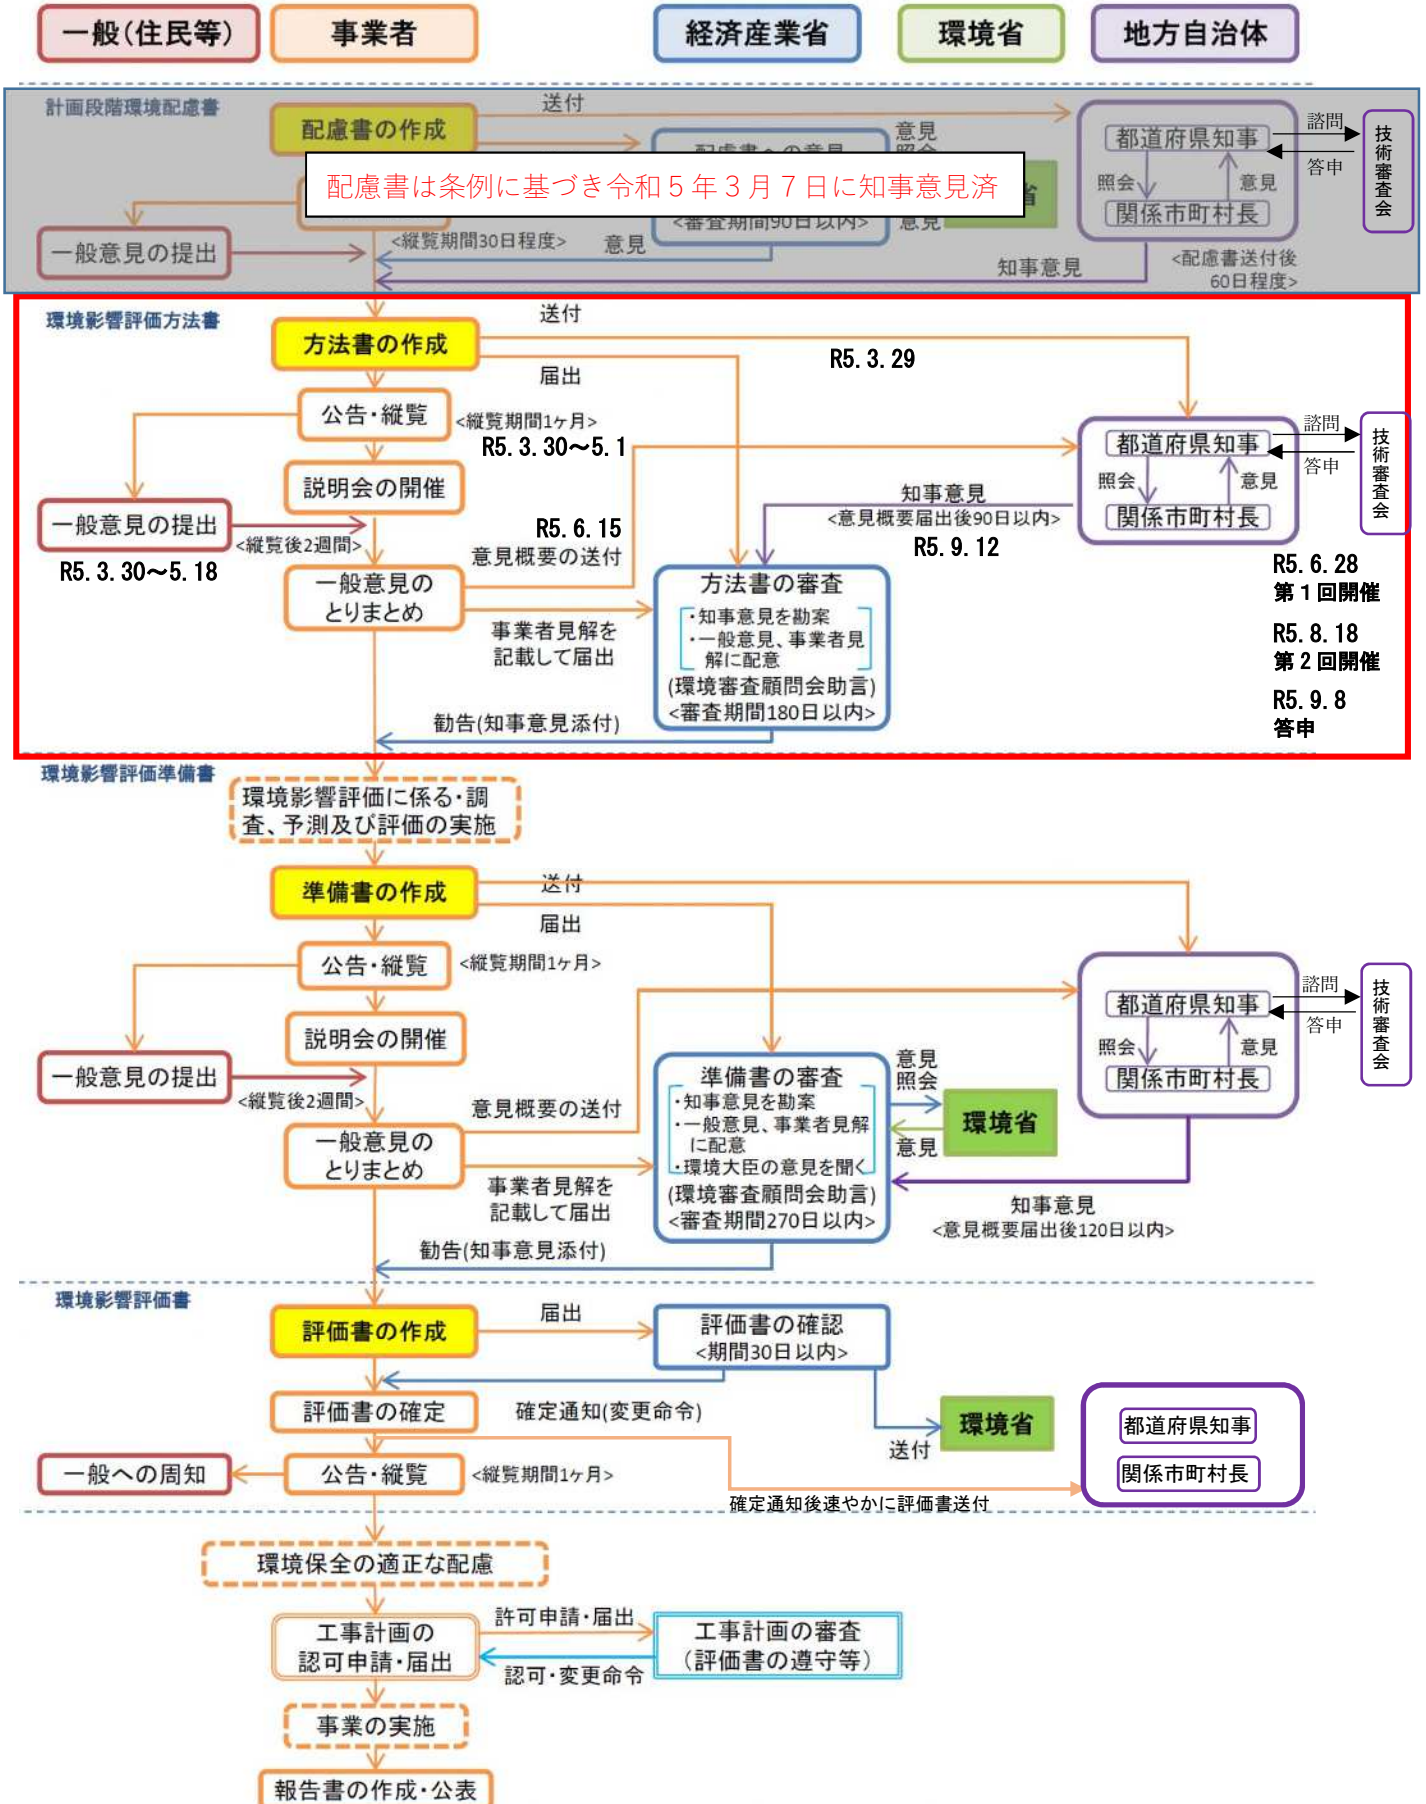 一般(住民等)
事業者
経済産業省
環境省
地方自治体
計画段階環境配慮書
配慮書の作成
送付
意見
都道府県知事
諮問
答申
技術審査会
配慮書は条例に基づき令和５年３月７日に知事意見済
照会
意見
関係市町村長
<審査期間90日以内>
意見
一般意見の提出
<縦覧期間30日程度>
意見
知事意見
<配慮書送付後
60日程度>
環境影響評価方法書
方法書の作成
送付
R5.3.29
届出
公告・縦覧
<縦覧期間1ヶ月>
R5.3.30～5.1
説明会の開催
都道府県知事
照会
意見
関係市町村長
諮問
答申
技術審査会
一般意見の提出
<縦覧後2週間>
R5.3.30～5.18
R5.6.15
意見概要の送付
知事意見
<意見概要届出後90日以内>
R5.9.12
一般意見の
とりまとめ
事業者見解を
記載して届出
方法書の審査
・知事意見を勘案
・一般意見、事業者見
解に配意
(環境審査顧問会助言)
<審査期間180日以内>
R5.6.28
第１回開催
R5.8.18
第２回開催
R5.9.8
答申
勧告(知事意見添付)
環境影響評価準備書
環境影響評価に係る・調
査、予測及び評価の実施
準備書の作成
送付
届出
公告・縦覧
<縦覧期間1ヶ月>
説明会の開催
都道府県知事
照会
意見
関係市町村長
諮問
答申
技術審査会
一般意見の提出
<縦覧後2週間>
意見概要の送付
一般意見の
とりまとめ
事業者見解を
記載して届出
準備書の審査
・知事意見を勘案
・一般意見、事業者見解
に配意
・環境大臣の意見を聞く
(環境審査顧問会助言)
<審査期間270日以内>
意見
照会
意見
環境省
知事意見
<意見概要届出後120日以内>
勧告(知事意見添付)
環境影響評価書
評価書の作成
届出
評価書の確認
<期間30日以内>
評価書の確定
確定通知(変更命令)
送付
環境省
都道府県知事
関係市町村長
一般への周知
公告・縦覧
<縦覧期間1ヶ月>
確定通知後速やかに評価書送付
環境保全の適正な配慮
工事計画の
認可申請・届出
許可申請・届出
認可・変更命令
工事計画の審査
（評価書の遵守等）
事業の実施
報告書の作成・公表